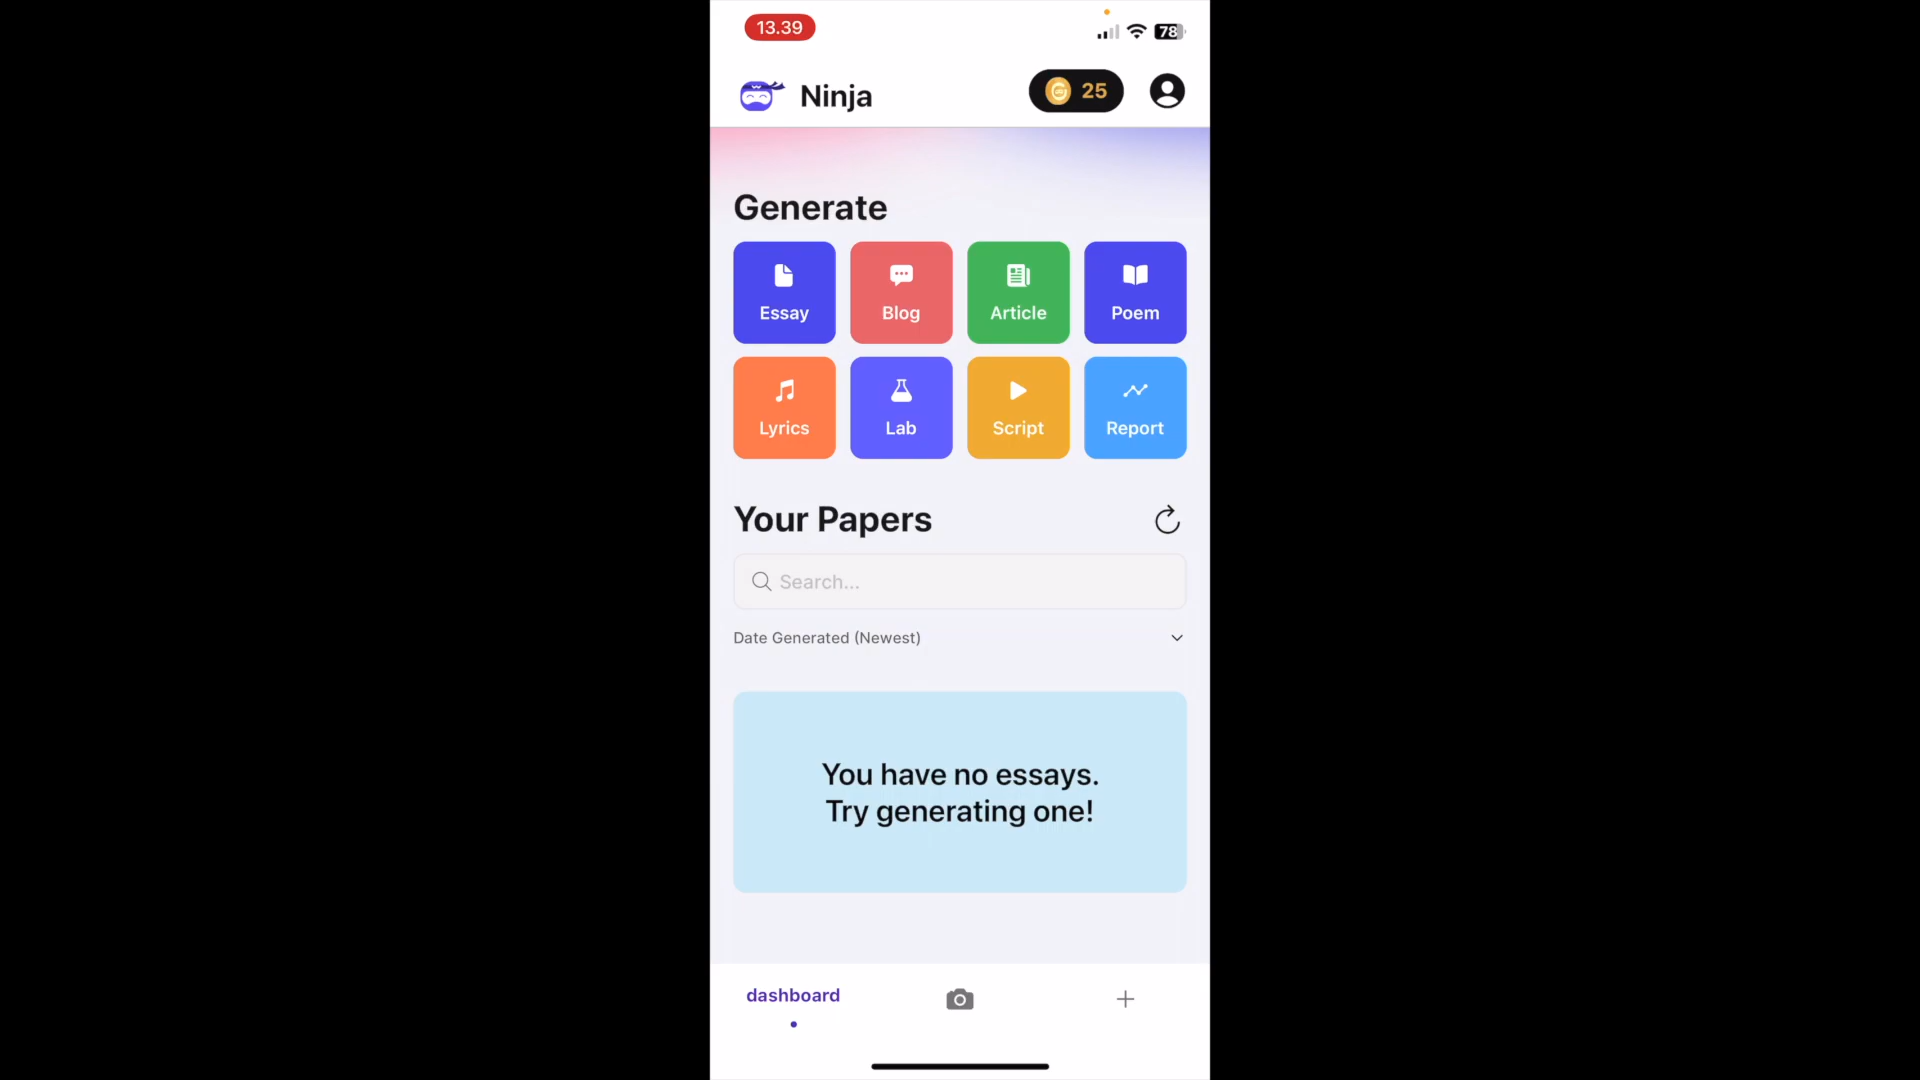 13.39
78
Ninja
25
Generate
Essay
Blog
Article
Poem
Lyrics
Lab
Script
Report
Your Papers
Search...
Date Generated (Newest)
You have no essays.
Try generating one!
dashboard